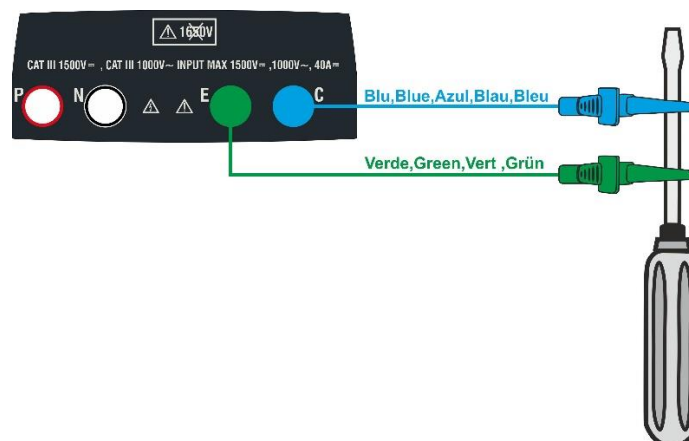 ⚠ 1680V
CAT III 1500V⎓ , CAT III 1000V~ INPUT MAX 1500V⎓ ,1000V~, 40A⎓
P N E C
Blu,Blue,Azul,Blau,Bleu
Verde,Green,Vert ,Grün